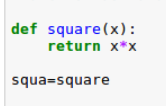 def square(x):
    return x*x
squa=square